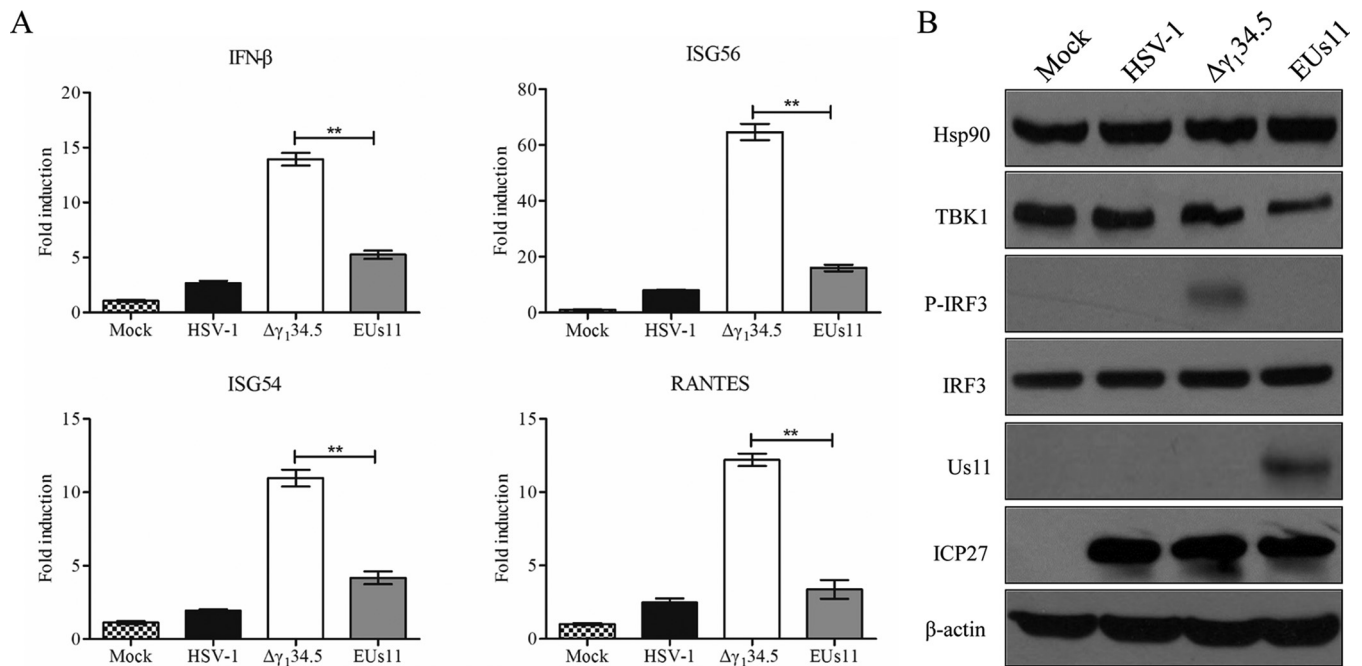 A
IFN-β
Fold induction
20
15
10
5
0
**
Mock HSV-1 Δγ₁34.5 EUs11
ISG56
Fold induction
80
60
40
20
0
**
Mock HSV-1 Δγ₁34.5 EUs11
ISG54
Fold induction
15
10
5
0
**
Mock HSV-1 Δγ₁34.5 EUs11
RANTES
Fold induction
15
10
5
0
**
Mock HSV-1 Δγ₁34.5 EUs11
B
Mock HSV-1 Δγ₁34.5 EUs11
Hsp90
TBK1
P-IRF3
IRF3
Us11
ICP27
β-actin